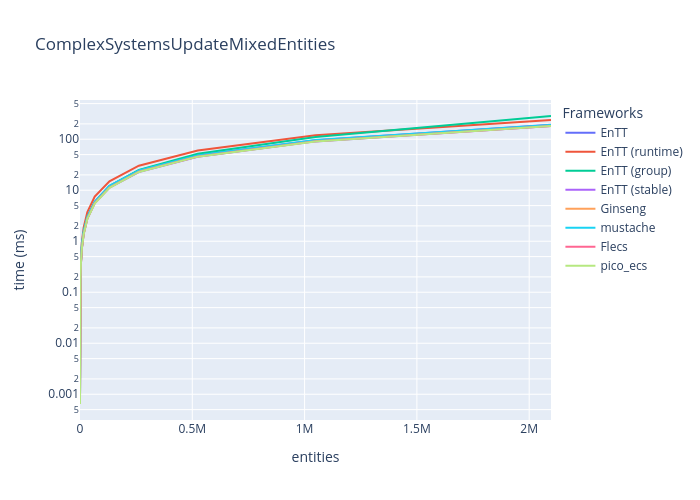 ComplexSystemsUpdateMixedEntities
Frameworks
EnTT
EnTT (runtime)
EnTT (group)
EnTT (stable)
Ginseng
mustache
Flecs
pico_ecs
time (ms)
5
2
100
5
2
10
5
2
1
5
2
0.1
5
2
0.01
5
2
0.001
5
0 0.5M 1M 1.5M 2M
entities